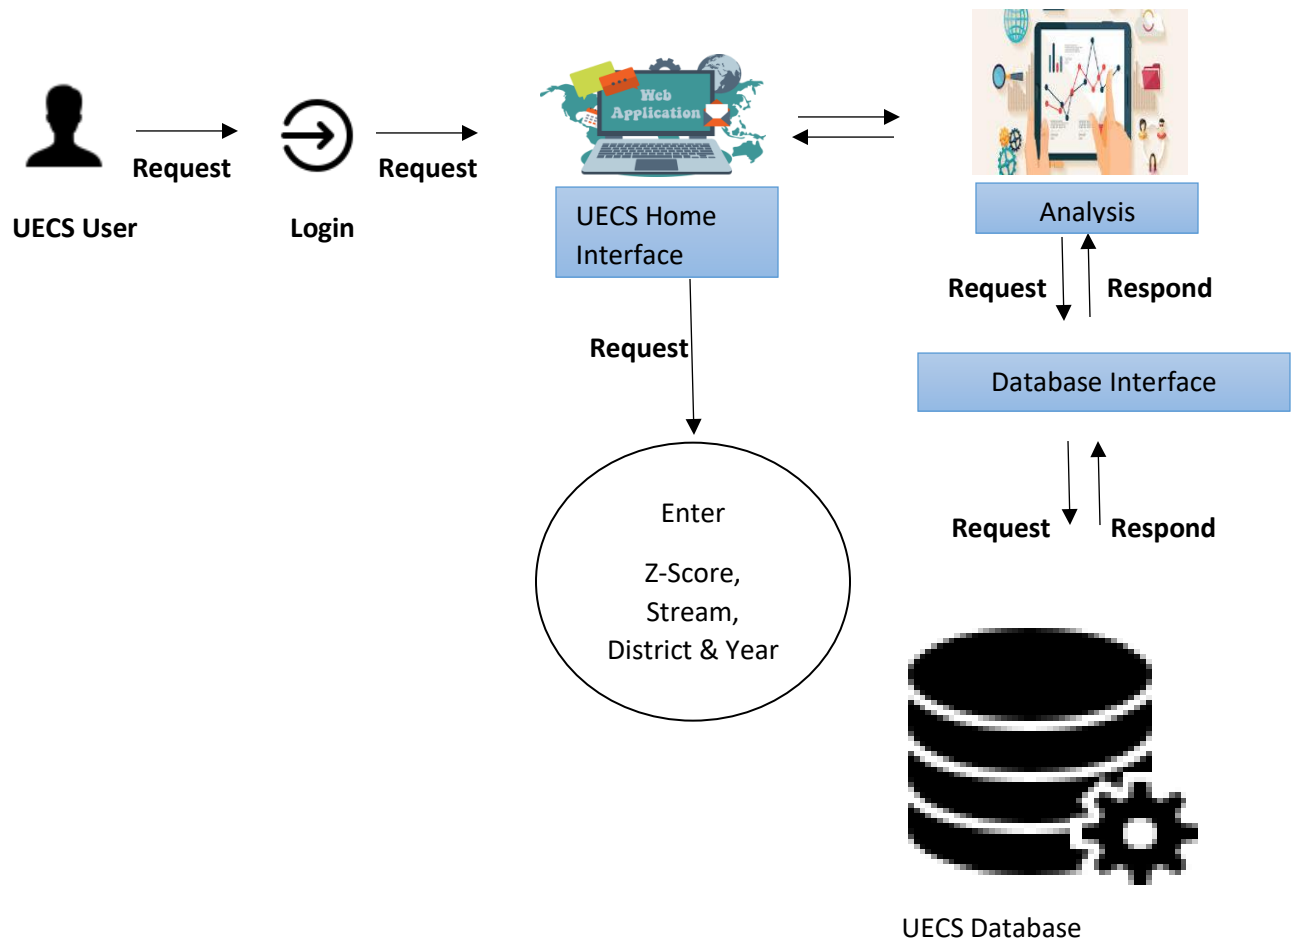 Web
Application
Request
Request
UECS User
Login
UECS Home
Interface
Analysis
Request
Respond
Request
Database Interface
Enter
Z-Score,
Stream,
District & Year
Request
Respond
UECS Database